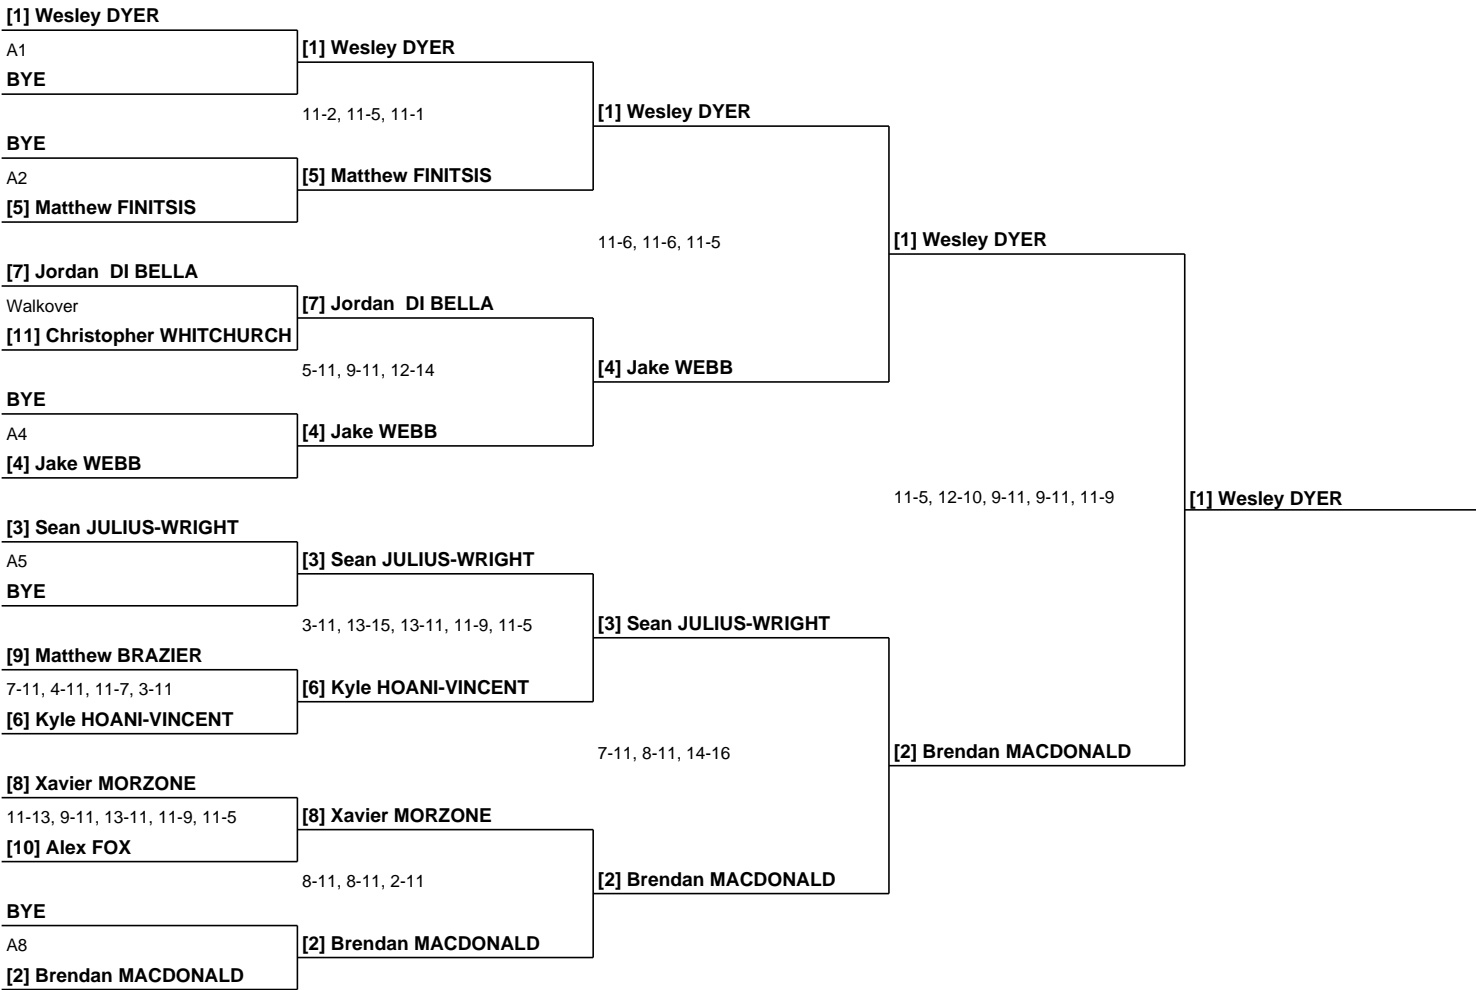 [1] Wesley DYER
A1
BYE
BYE
A2
[5] Matthew FINITSIS
[7] Jordan  DI BELLA
Walkover
[11] Christopher WHITCHURCH
BYE
A4
[4] Jake WEBB
[3] Sean JULIUS-WRIGHT
A5
BYE
[9] Matthew BRAZIER
7-11, 4-11, 11-7, 3-11
[6] Kyle HOANI-VINCENT
[8] Xavier MORZONE
11-13, 9-11, 13-11, 11-9, 11-5
[10] Alex FOX
BYE
A8
[2] Brendan MACDONALD
[1] Wesley DYER
11-2, 11-5, 11-1
[5] Matthew FINITSIS
[7] Jordan  DI BELLA
5-11, 9-11, 12-14
[4] Jake WEBB
[3] Sean JULIUS-WRIGHT
3-11, 13-15, 13-11, 11-9, 11-5
[6] Kyle HOANI-VINCENT
[8] Xavier MORZONE
8-11, 8-11, 2-11
[2] Brendan MACDONALD
[1] Wesley DYER
11-6, 11-6, 11-5
[4] Jake WEBB
[3] Sean JULIUS-WRIGHT
7-11, 8-11, 14-16
[2] Brendan MACDONALD
[1] Wesley DYER
11-5, 12-10, 9-11, 9-11, 11-9
[2] Brendan MACDONALD
[1] Wesley DYER